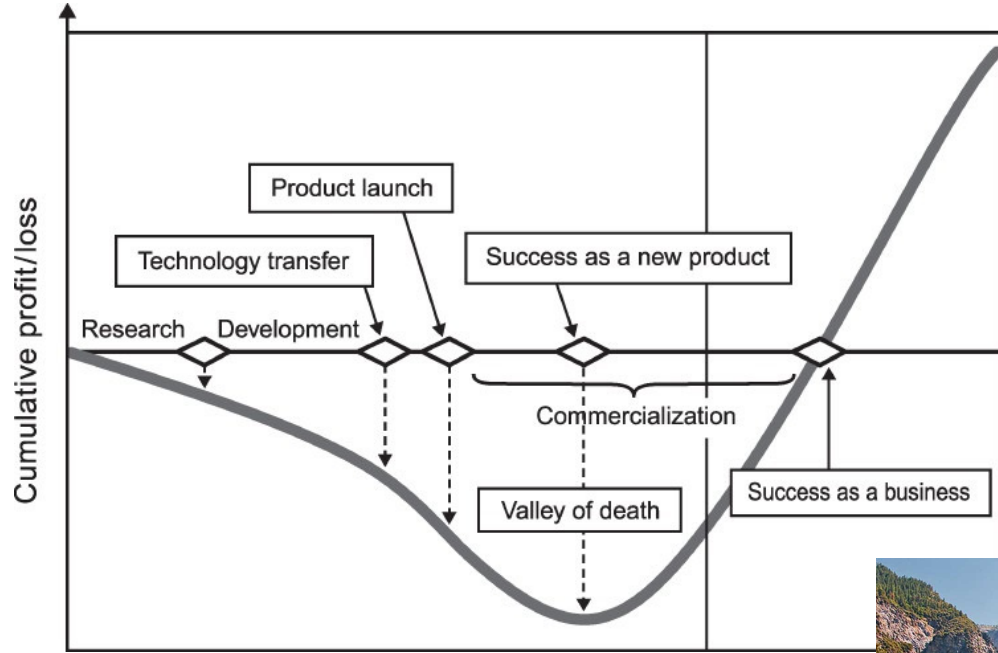 Cumulative profit/loss
Product launch
Technology transfer
Success as a new product
Research
Development
Commercialization
Success as a business
Valley of death